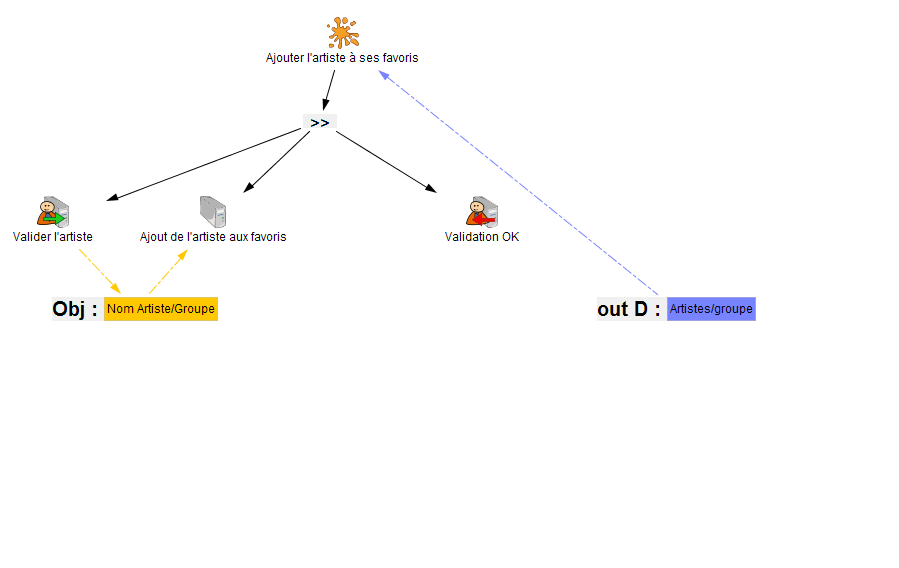 Ajouter l'artiste à ses favoris
>>
Valider l'artiste
Ajout de l'artiste aux favoris
Validation OK
Obj : Nom Artiste/Groupe
out D : Artistes/groupe